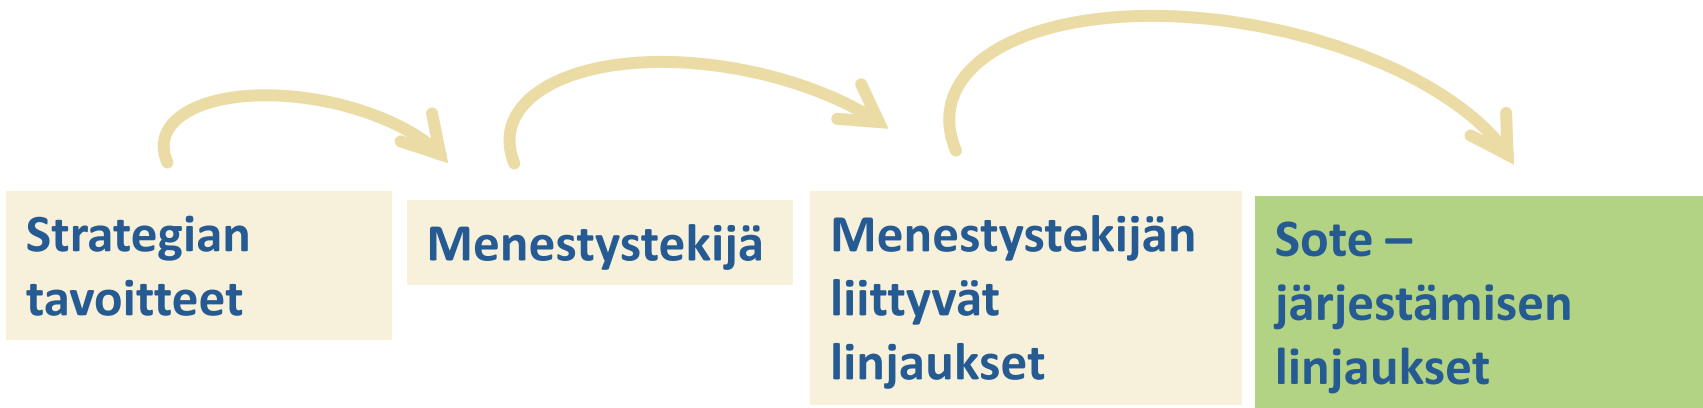 Strategian
tavoitteet
Menestystekijä
Menestystekijän
liittyvät
linjaukset
Sote –
järjestämisen
linjaukset